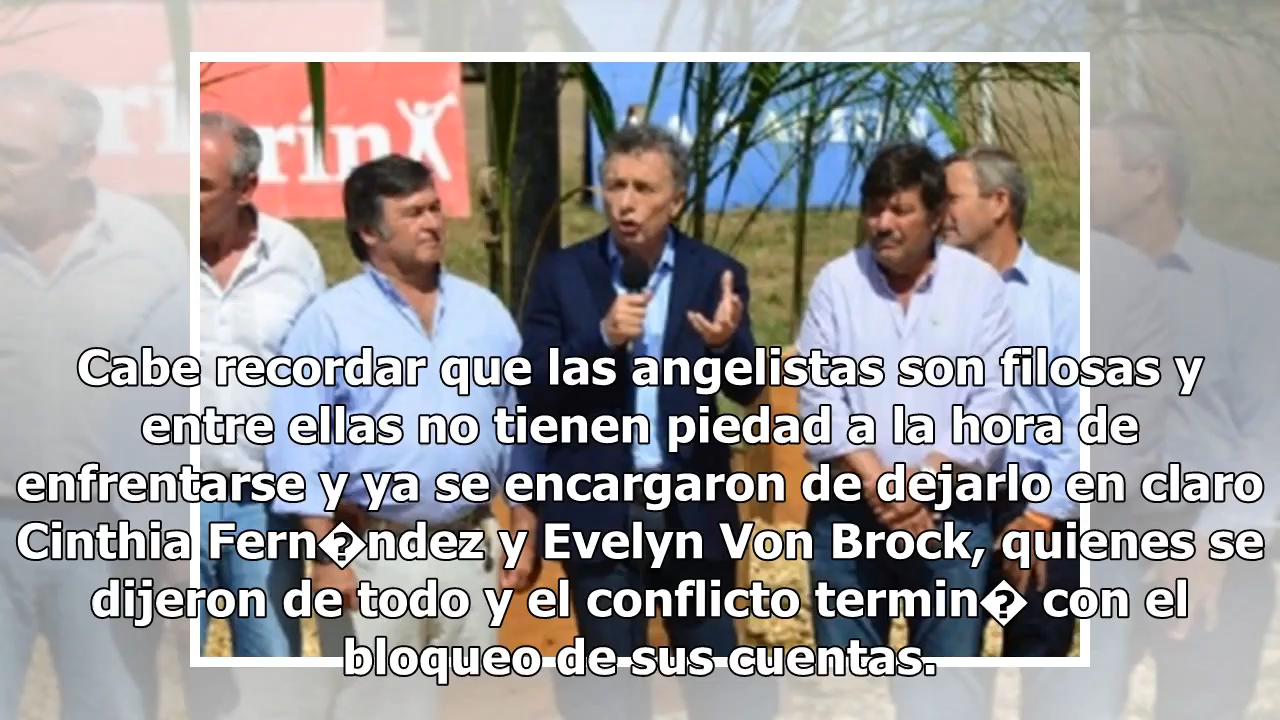 rín
Cabe recordar que las angelistas son filosas y
entre ellas no tienen piedad a la hora de
enfrentarse y ya se encargaron de dejarlo en claro
Cinthia Fern�ndez y Evelyn Von Brock, quienes se
dijeron de todo y el conflicto termin� con el
bloqueo de sus cuentas.